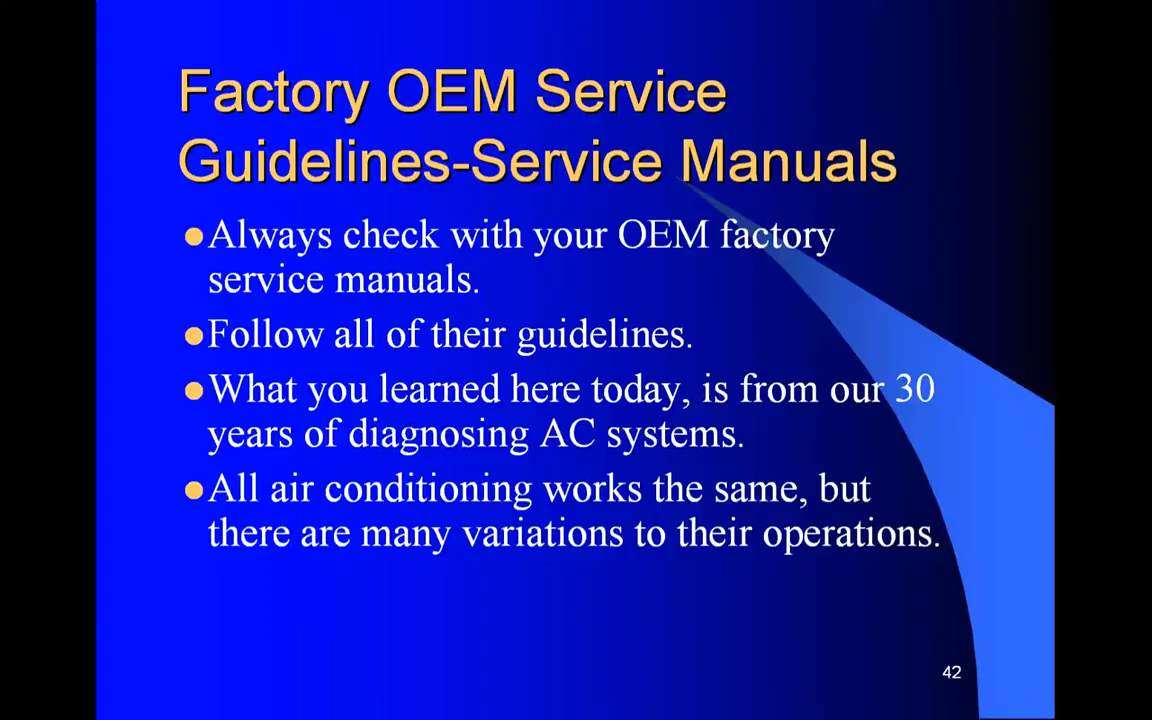 Factory OEM Service
Guidelines-Service Manuals
●Always check with your OEM factory
service manuals.
●Follow all of their guidelines.
●What you learned here today, is from our 30
years of diagnosing AC systems.
●All air conditioning works the same, but
there are many variations to their operations.
42